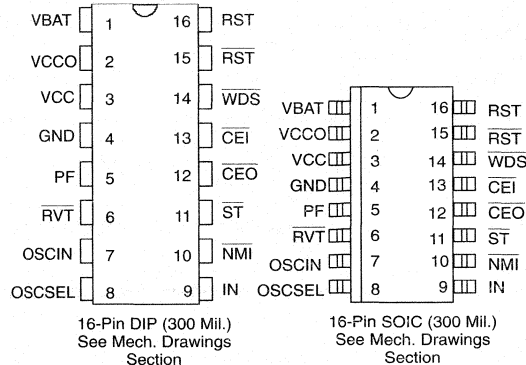 VBAT 1 16 RST
VCCO 2 15 RST
VCC 3 14 WDS
GND 4 13 CEI
PF 5 12 CEO
RVT 6 11 ST
OSCIN 7 10 NMI
OSCSEL 8 9 IN
16-Pin DIP (300 Mil.)
See Mech. Drawings
Section
VBAT 1 16 RST
VCCO 2 15 RST
VCC 3 14 WDS
GND 4 13 CEI
PF 5 12 CEO
RVT 6 11 ST
OSCIN 7 10 NMI
OSCSEL 8 9 IN
16-Pin SOIC (300 Mil.)
See Mech. Drawings
Section